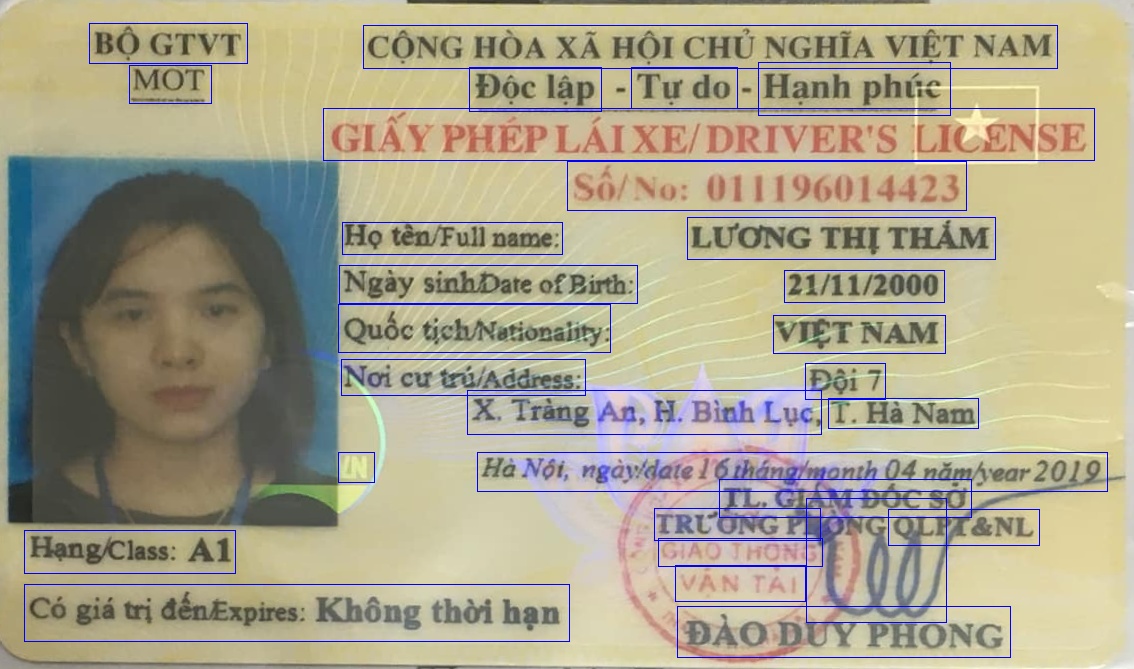 BỘ GTVT
MOT
CỘNG HÒA XÃ HỘI CHỦ NGHĨA VIỆT NAM
Độc lập - Tự do - Hạnh phúc
GIẤY PHÉP LÁI XE/ DRIVER'S LICENSE
Số/No: 011196014423
Họ tên/Full name: LƯƠNG THỊ THẮM
Ngày sinh/Date of Birth: 21/11/2000
Quốc tịch/Nationality: VIỆT NAM
Nơi cư trú/Address: Đội 7
X. Tràng An, H. Bình Lục, T. Hà Nam
VN
Hà Nội, ngày/date 16 tháng/month 04 năm/year 2019
TL. GIÁM ĐỐC SỞ
TRƯỞNG PHÒNG QLPT&NL
GIAO THÔNG
VẬN TẢI
Hạng/Class: A1
Có giá trị đến/Expires: Không thời hạn
ĐÀO DUY PHONG